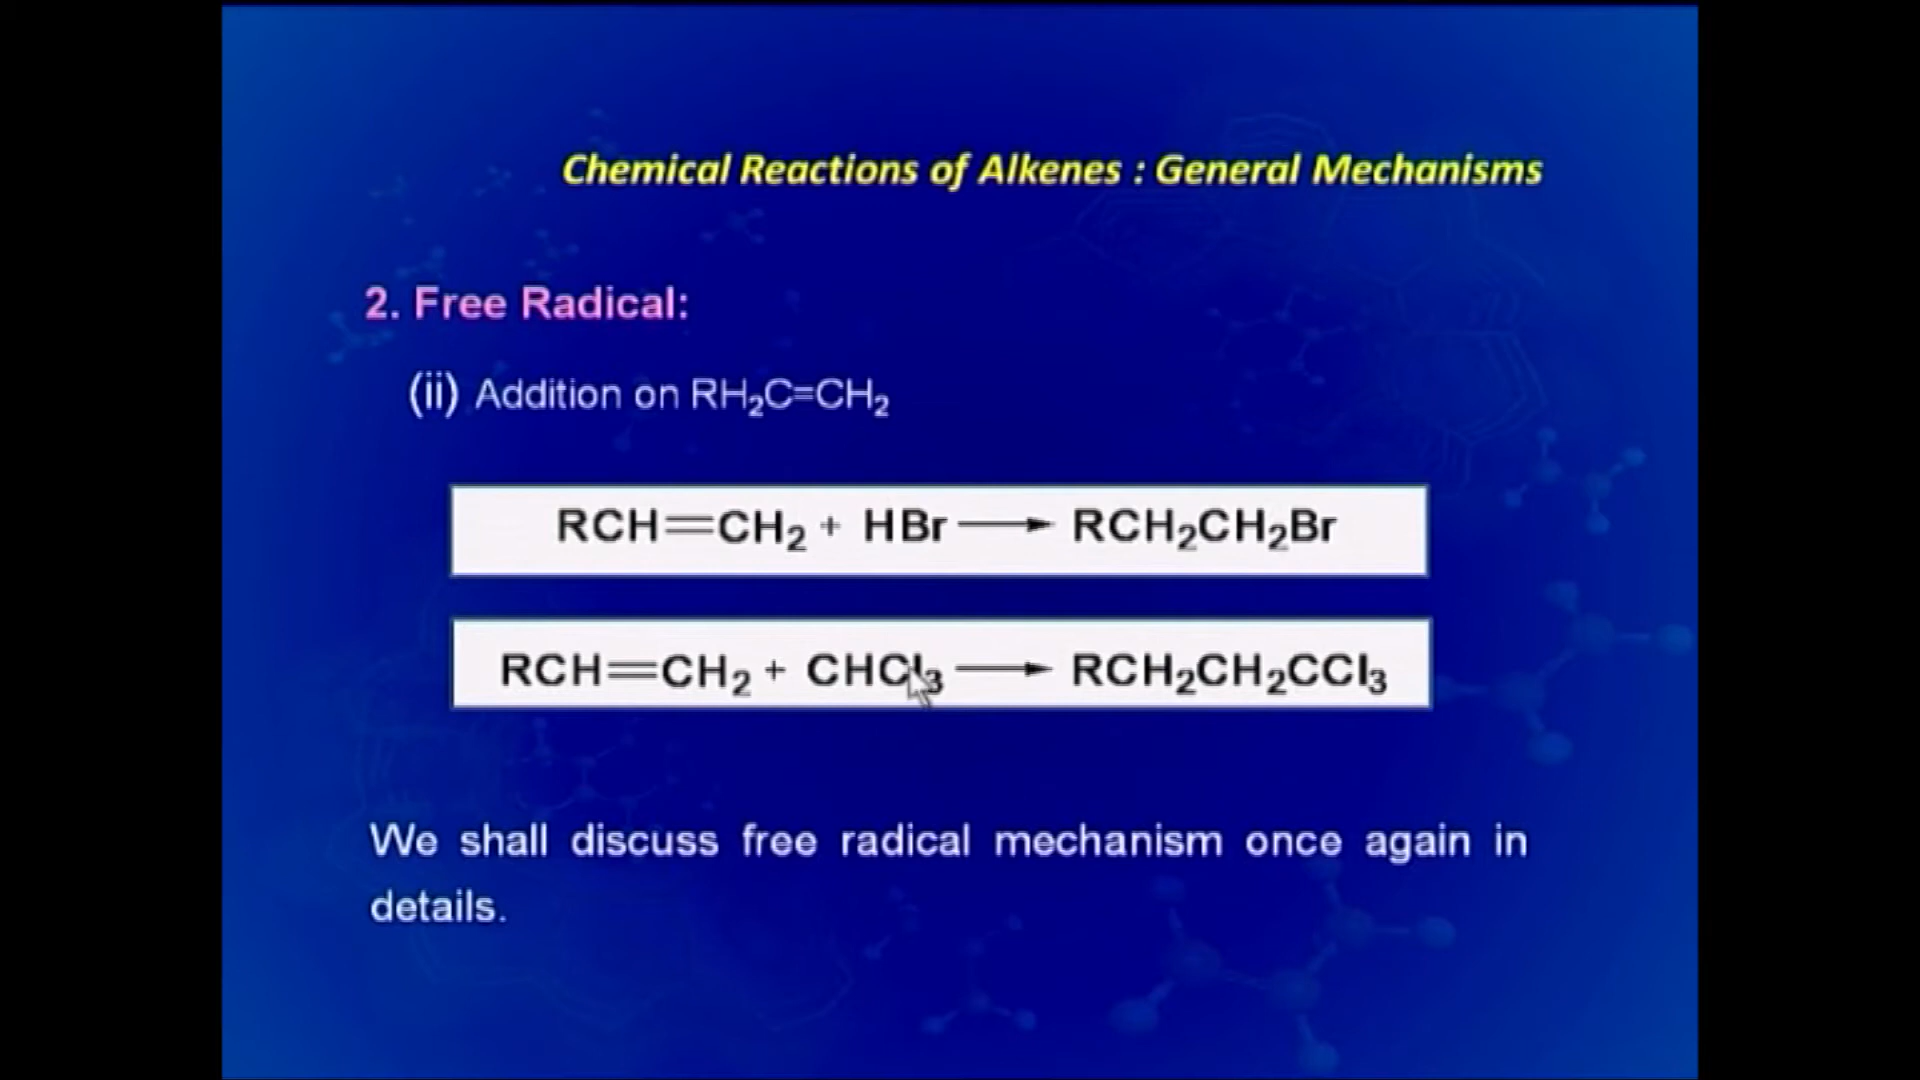 Chemical Reactions of Alkenes : General Mechanisms
2. Free Radical:
(ii) Addition on RH₂C=CH₂
RCH=CH₂ + HBr ⟶ RCH₂CH₂Br
RCH=CH₂ + CHCl₃ ⟶ RCH₂CH₂CCl₃
We shall discuss free radical mechanism once again in
details.